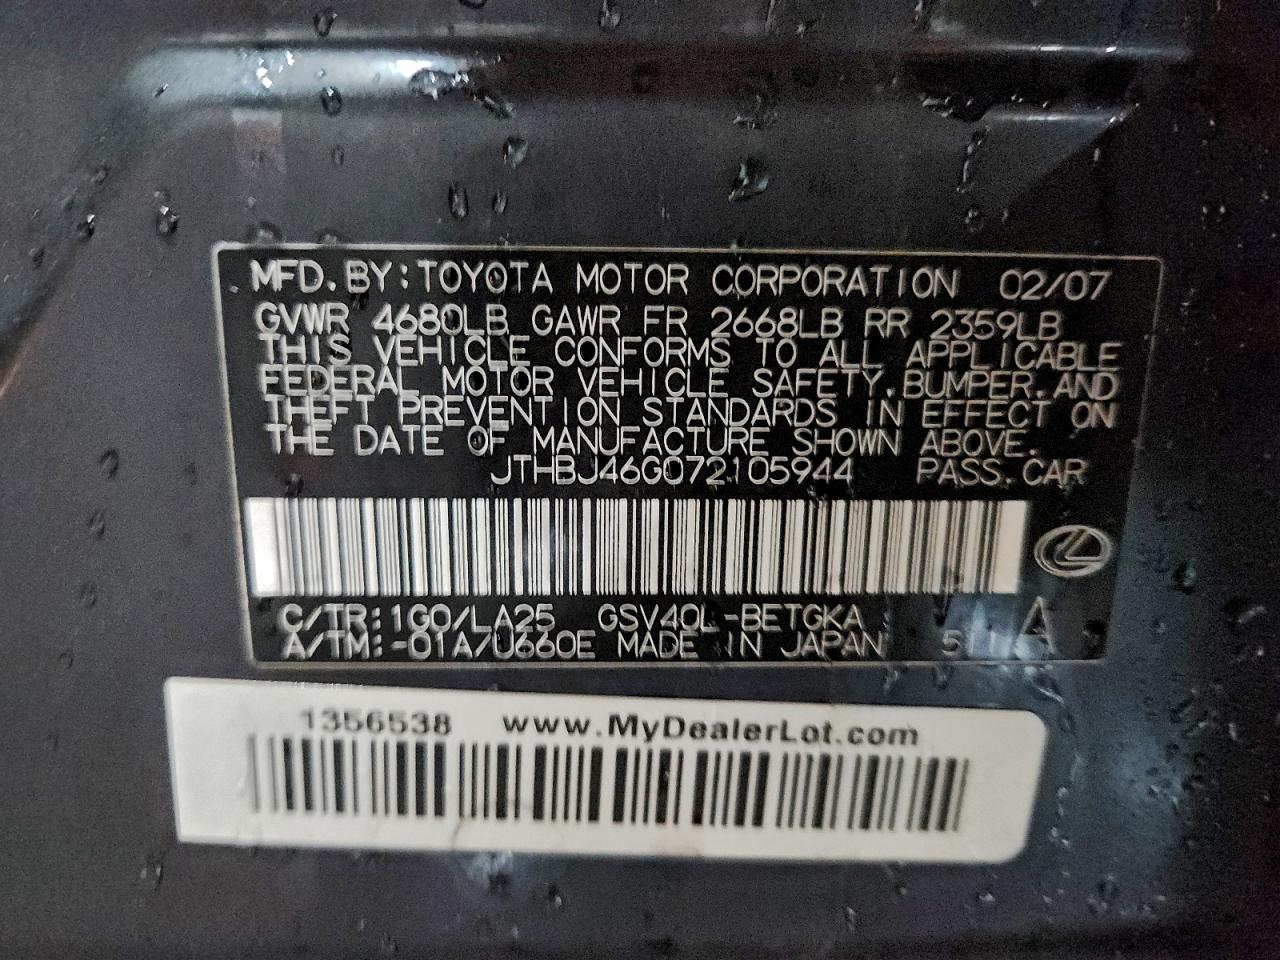 MFD.BY:TOYOTA MOTOR CORPORATION 02/07
GVWR 4680LB GAWR FR 2668LB RR 2359LB
THIS VEHICLE CONFORMS TO ALL APPLICABLE
FEDERAL MOTOR VEHICLE SAFETY,BUMPER,AND
THEFT PREVENTION STANDARDS IN EFFECT ON
THE DATE OF MANUFACTURE SHOWN ABOVE.
JTHBJ46G072105944 PASS.CAR
C/TR:1G0/LA25 GSV40L-BETGKA A
A/TM:-01A/U660E MADE IN JAPAN
1356538 www.MyDealerLot.com